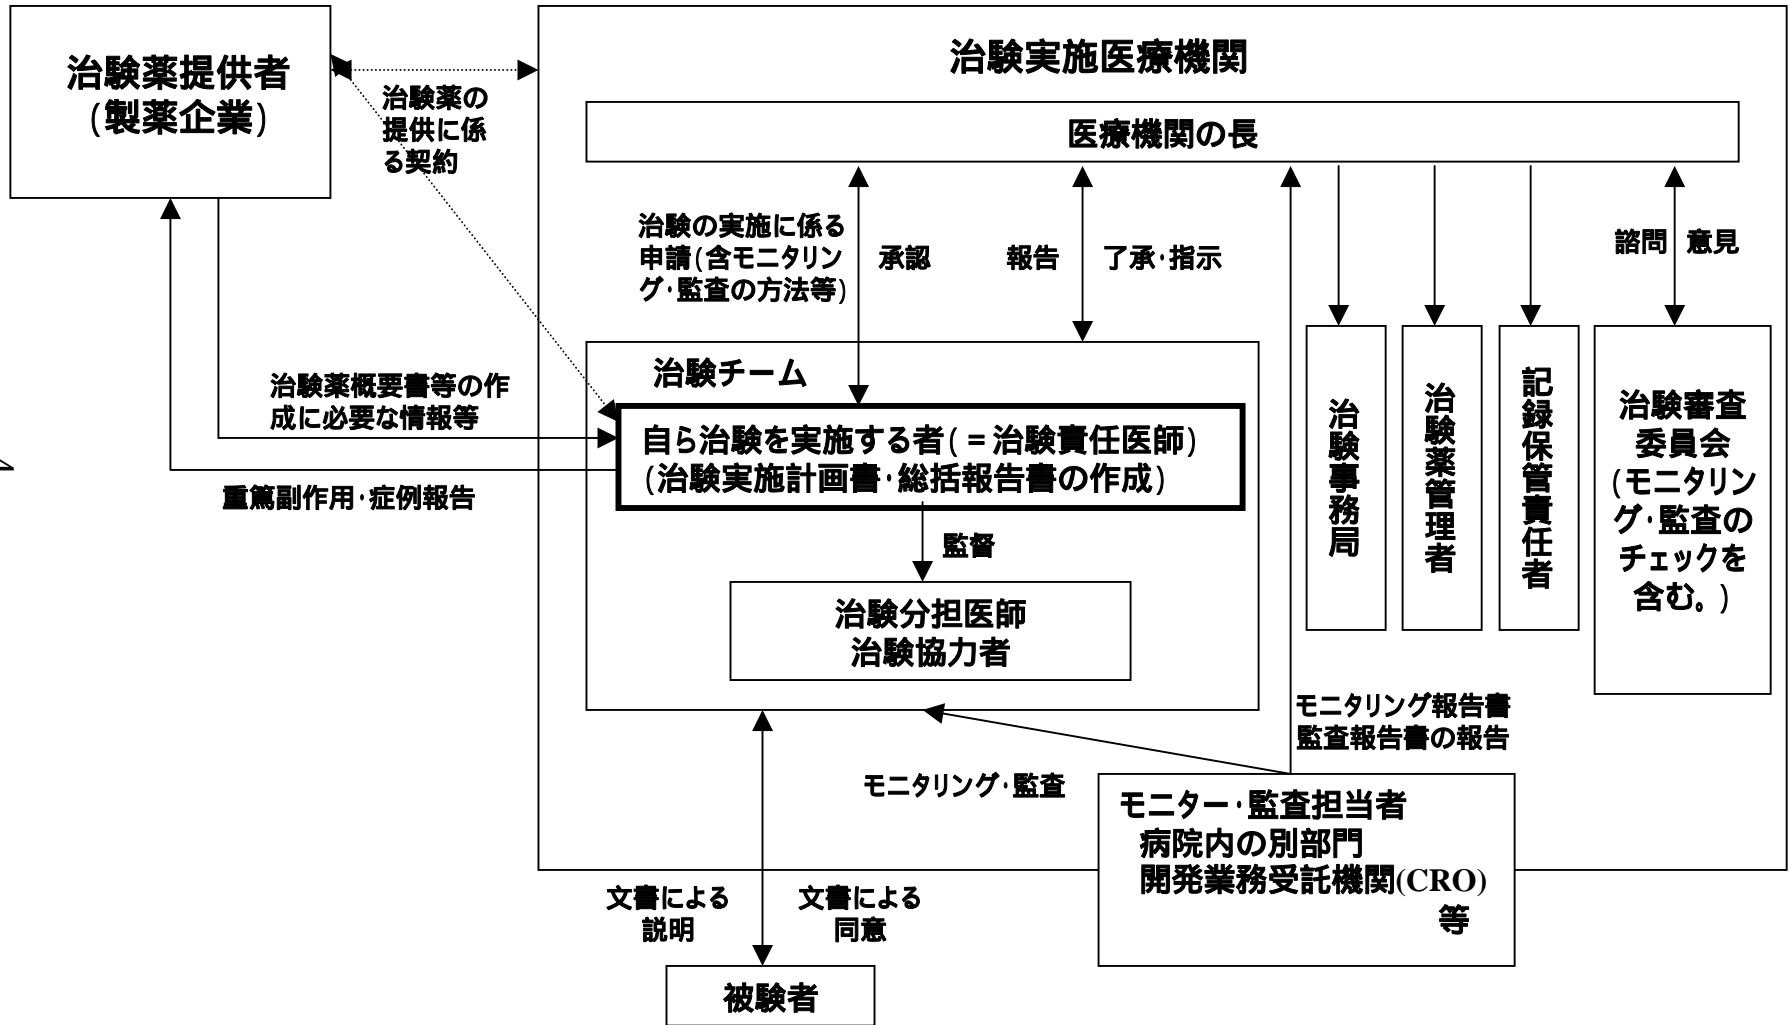 治験薬提供者
(製薬企業)
治験薬の
提供に係
る契約
治験実施医療機関
医療機関の長
治験の実施に係る
申請(含モニタリン
グ・監査の方法等)
承認
報告
了承・指示
諮問
意見
治験チーム
自ら治験を実施する者(=治験責任医師)
(治験実施計画書・総括報告書の作成)
監督
治験分担医師
治験協力者
治験薬概要書等の作
成に必要な情報等
重篤副作用・症例報告
治験事務局
治験薬管理者
記録保管責任者
治験審査
委員会
(モニタリン
グ・監査の
チェックを
含む。)
モニタリング報告書
監査報告書の報告
モニタリング・監査
モニター・監査担当者
病院内の別部門
開発業務受託機関(CRO)
等
文書による
説明
文書による
同意
被験者